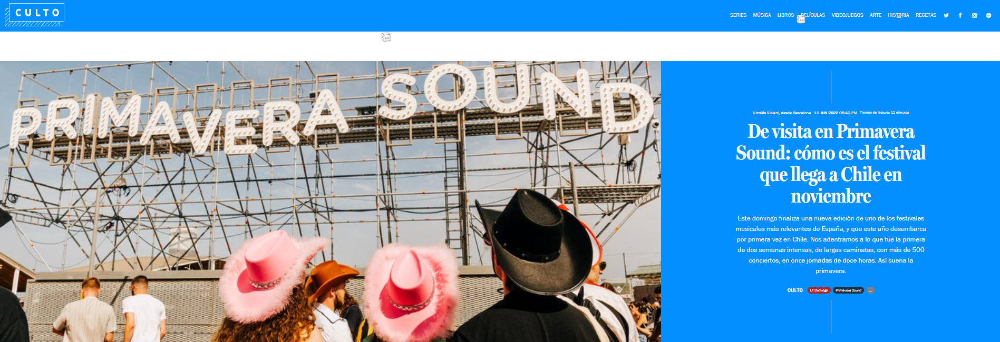 CULTO
SERIES MÚSICA LIBROS PELÍCULAS VIDEOJUEGOS ARTE HISTORIA RECETAS
PRIMAVERA SOUND
Nicolás Violani, desde Barcelona 11 JUN 2022 08:40 PM Tiempo de lectura: 12 minutos
De visita en Primavera
Sound: cómo es el festival
que llega a Chile en
noviembre
Este domingo finaliza una nueva edición de uno de los festivales
musicales más relevantes de España, y que este año desembarca
por primera vez en Chile. Nos adentramos a lo que fue la primera
de dos semanas intensas, de largas caminatas, con más de 500
conciertos, en once jornadas de doce horas. Así suena la
primavera.
CULTO LT Domingo Primavera Sound ...